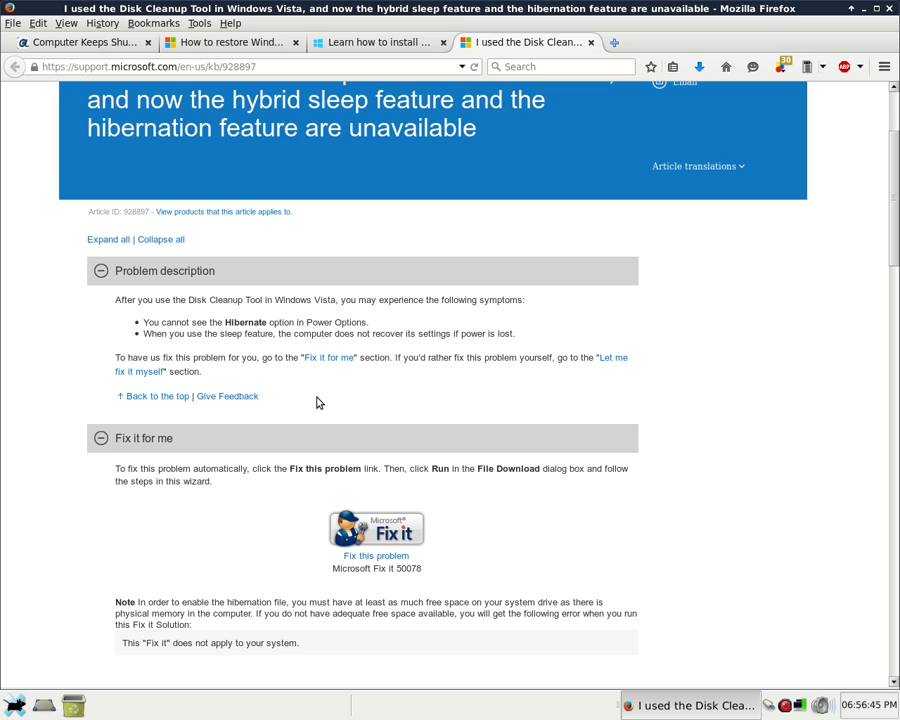 I used the Disk Cleanup Tool in Windows Vista, and now the hybrid sleep feature and the hibernation feature are unavailable - Mozilla Firefox
File Edit View History Bookmarks Tools Help
Computer Keeps Shu... How to restore Wind... Learn how to install ... I used the Disk Clean...
https://support.microsoft.com/en-us/kb/928897 Search 30 ABP
and now the hybrid sleep feature and the Email
hibernation feature are unavailable
Article translations
Article ID: 928897 - View products that this article applies to.
Expand all | Collapse all
Problem description
After you use the Disk Cleanup Tool in Windows Vista, you may experience the following symptoms:
• You cannot see the Hibernate option in Power Options.
• When you use the sleep feature, the computer does not recover its settings if power is lost.
To have us fix this problem for you, go to the "Fix it for me" section. If you'd rather fix this problem yourself, go to the "Let me
fix it myself" section.
↑ Back to the top | Give Feedback
Fix it for me
To fix this problem automatically, click the Fix this problem link. Then, click Run in the File Download dialog box and follow
the steps in this wizard.
Microsoft®
Fix it
Fix this problem
Microsoft Fix it 50078
Note In order to enable the hibernation file, you must have at least as much free space on your system drive as there is
physical memory in the computer. If you do not have adequate free space available, you will get the following error when you run
this Fix it Solution:
This "Fix it" does not apply to your system.
I used the Disk Clea... 06:56:45 PM